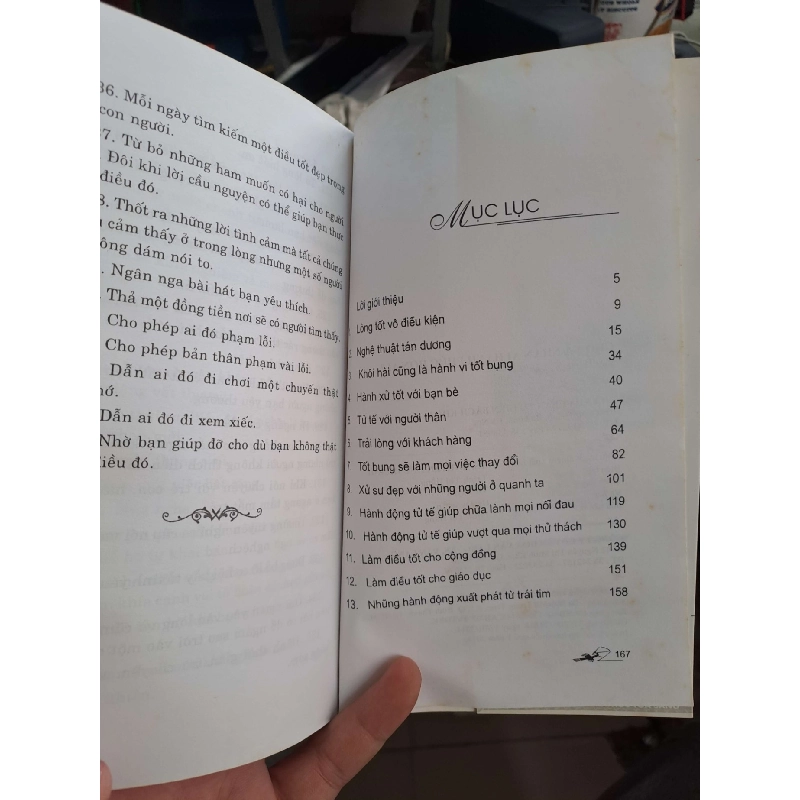 36. Mỗi ngày tìm kiếm một điều tốt đẹp trong
con người.
7. Từ bỏ những ham muốn có hại cho người
. Đôi khi lời cầu nguyện có thể giúp bạn thực
điều đó.
8. Thốt ra những lời tình cảm mà tất cả chúng
cảm thấy ở trong lòng nhưng một số người
ông dám nói to.
. Ngân nga bài hát bạn yêu thích.
. Thả một đồng tiền nơi sẽ có người tìm thấy.
Cho phép ai đó phạm lỗi.
Cho phép bản thân phạm vài lỗi.
Dẫn ai đó đi chơi một chuyến thật
hớ.
Dẫn ai đó đi xem xiếc.
Nhờ bạn giúp đỡ cho dù bạn không thật
điều đó.
MỤC LỤC
Lời giới thiệu 5
Lòng tốt vô điều kiện 9
2 Nghệ thuật tán dương 15
3 Khôi hài cũng là hành vi tốt bụng 34
4 Hành xử tốt với bạn bè 40
5 Tử tế với người thân 47
6 Trải lòng với khách hàng 64
7 Tốt bụng sẽ làm mọi việc thay đổi 82
8. Xử sự đẹp với những người ở quanh ta 101
9. Hành động tử tế giúp chữa lành mọi nỗi đau 119
10. Hành động tử tế giúp vượt qua mọi thử thách 130
11. Làm điều tốt cho cộng đồng 139
12. Làm điều tốt cho giáo dục 151
13. Những hành động xuất phát từ trái tim 158
167